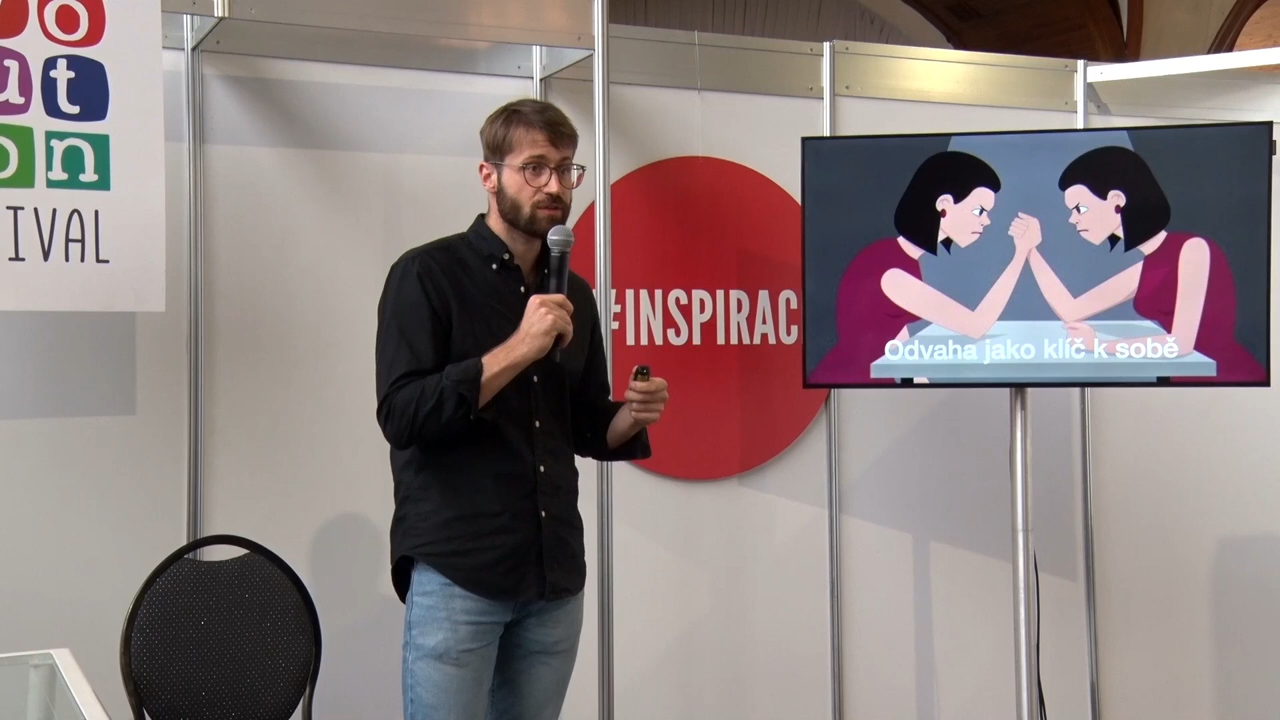 o
ut
on
IVAL
#INSPIRAC
Odvaha jako klíč k sobě